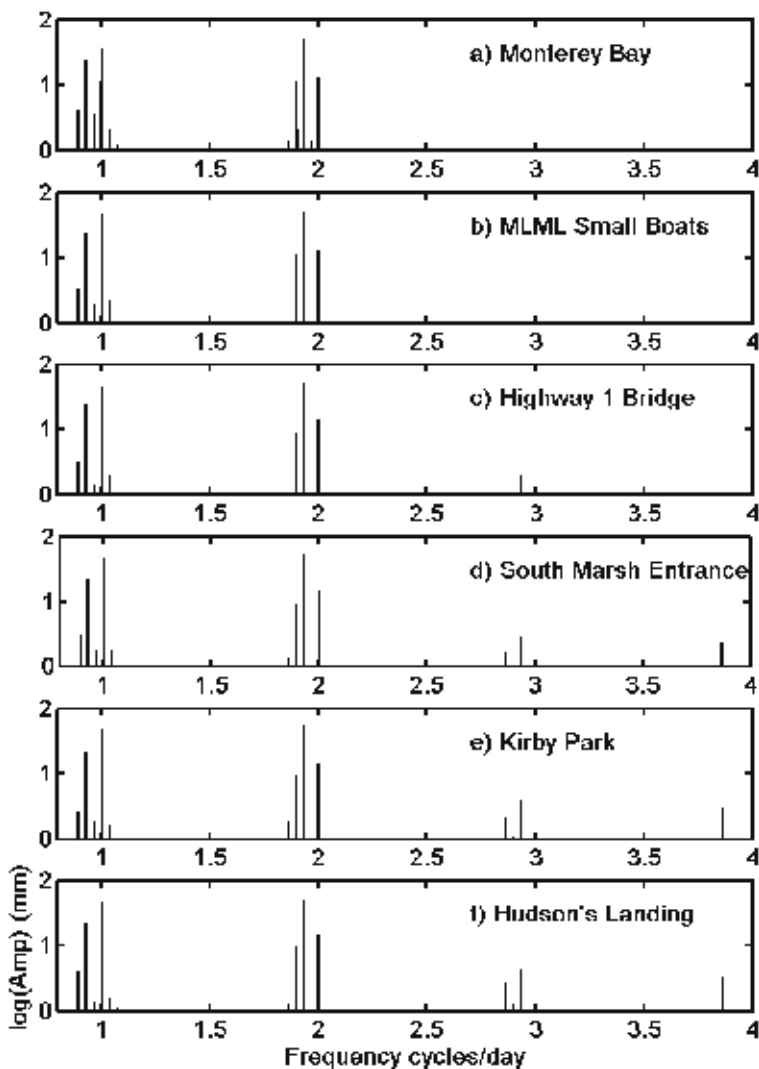 2
a) Monterey Bay
1
0
1 1.5 2 2.5 3 3.5 4
2
b) MLML Small Boats
1
0
1 1.5 2 2.5 3 3.5 4
2
c) Highway 1 Bridge
1
0
1 1.5 2 2.5 3 3.5 4
2
d) South Marsh Entrance
1
0
1 1.5 2 2.5 3 3.5 4
2
e) Kirby Park
1
0
1 1.5 2 2.5 3 3.5 4
2
f) Hudson's Landing
1
0
1 1.5 2 2.5 3 3.5 4
log(Amp) (mm)
Frequency cycles/day